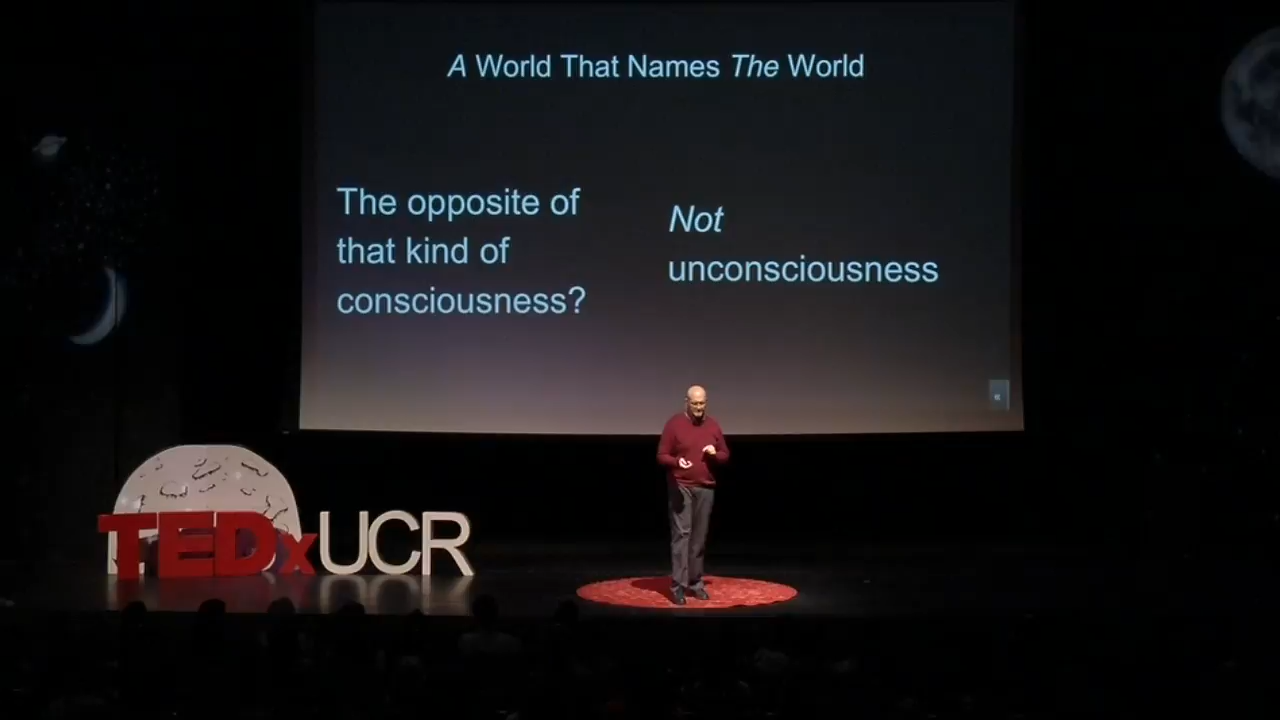 A World That Names The World
The opposite of
that kind of
consciousness?
Not
unconsciousness
TEDxUCR